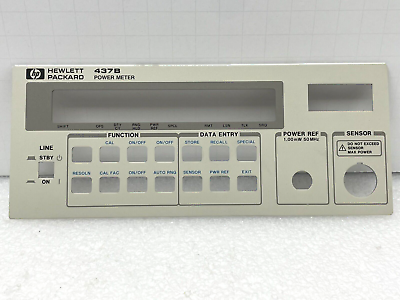 hp HEWLETT PACKARD 437B POWER METER
FUNCTION
DATA ENTRY
POWER REF
1.00mW 50 MHz
SENSOR
DO NOT EXCEED
SENSOR
MAX POWER
LINE
STBY
ON
CAL ON/OFF ON/OFF STORE RECALL SPECIAL
RESOLN CAL FAC ON/OFF AUTO RNG SENSOR PWR REF EXIT